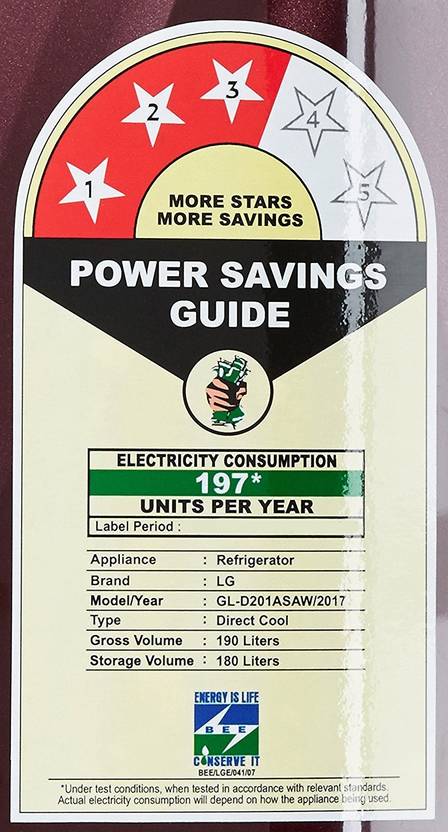 1 2 3 4 5
MORE STARS
MORE SAVINGS
POWER SAVINGS
GUIDE
ELECTRICITY CONSUMPTION
197*
UNITS PER YEAR
Label Period :
Appliance : Refrigerator
Brand : LG
Model/Year : GL-D201ASAW/2017
Type : Direct Cool
Gross Volume : 190 Liters
Storage Volume : 180 Liters
ENERGY IS LIFE
BEE
CONSERVE IT
BEE/LGE/041/07
*Under test conditions, when tested in accordance with relevant standards.
Actual electricity consumption will depend on how the appliance being used.